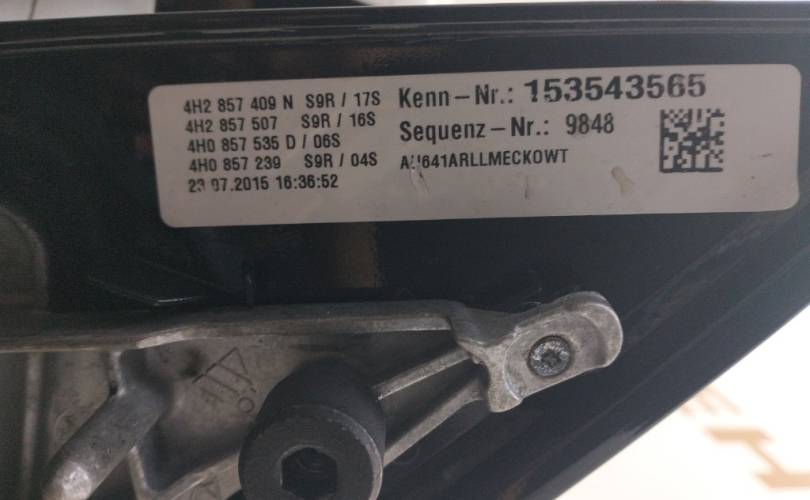 4H2 857 409 N S9R / 17S
4H2 857 507 S9R / 16S
4H0 857 535 D / 06S
4H0 857 239 S9R / 04S
23.07.2015 16:36:52
Kenn-Nr.: 153543565
Sequenz-Nr.: 9848
AU641ARLLMECKOWT